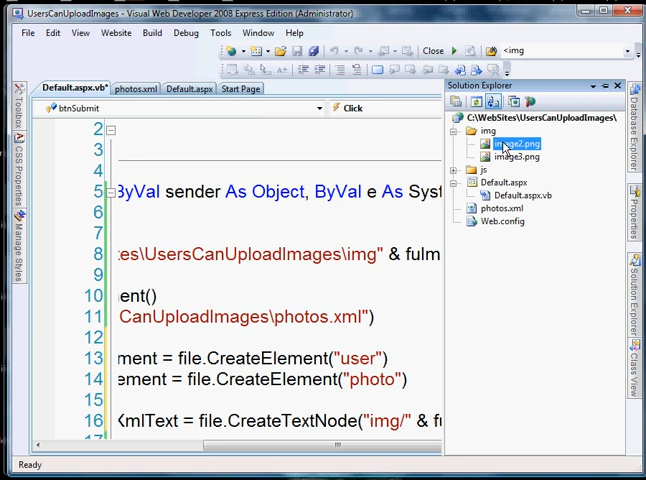 UsersCanUploadImages - Visual Web Developer 2008 Express Edition (Administrator)
File Edit View Website Build Debug Tools Window Help
Close <img
Default.aspx.vb* photos.xml Default.aspx Start Page
btnSubmit Click
2
3
5 ByVal sender As Object, ByVal e As Syst
6
7
8 tes\UsersCanUploadImages\img" & fulm
9
10 ent()
11 CanUploadImages\photos.xml")
12
13 ment = file.CreateElement("user")
14 ement = file.CreateElement("photo")
15
16 XmlText = file.CreateTextNode("img/" & fu
17
Solution Explorer
C:\WebSites\UsersCanUploadImages\
img
image2.png
image3.png
js
Default.aspx
Default.aspx.vb
photos.xml
Web.config
Toolbox
CSS Properties
Manage Styles
Database Explorer
Properties
Solution Explorer
Class View
Ready